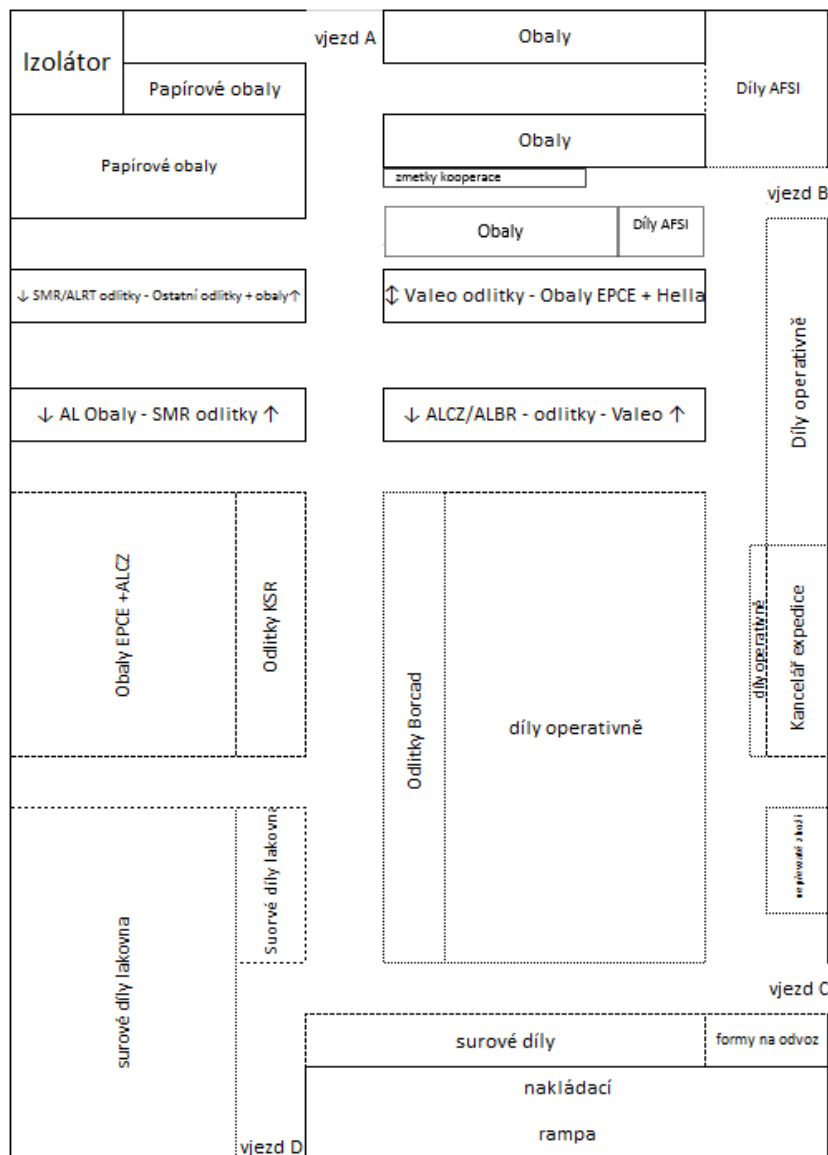 vjezd A
Obaly
Izolátor
Papírové obaly
Díly AFSI
Obaly
Papírové obaly
zmetky kooperace
vjezd B
Obaly
Díly AFSI
↓ SMR/ALRT odlitky - Ostatní odlitky + obaly↑
↕ Valeo odlitky - Obaly EPCE + Hella
Díly operativně
↓ AL Obaly - SMR odlitky ↑
↓ ALCZ/ALBR - odlitky - Valeo ↑
Obaly EPCE +ALCZ
Odlitky KSR
Odlitky Borcad
díly operativně
díly operativně
Kancelář expedice
surové díly lakovna
Suorvé díly lakovna
vjezd C
surové díly
formy na odvoz
nakládací
rampa
vjezd D